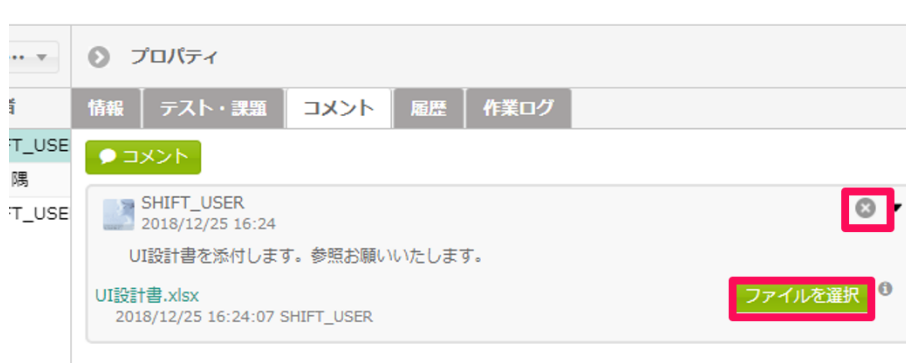 プロパティ
情報 テスト・課題 コメント 履歴 作業ログ
コメント
T_USE
隅
T_USE
SHIFT_USER
2018/12/25 16:24
UI設計書を添付します。参照お願いいたします。
UI設計書.xlsx
ファイルを選択
2018/12/25 16:24:07 SHIFT_USER